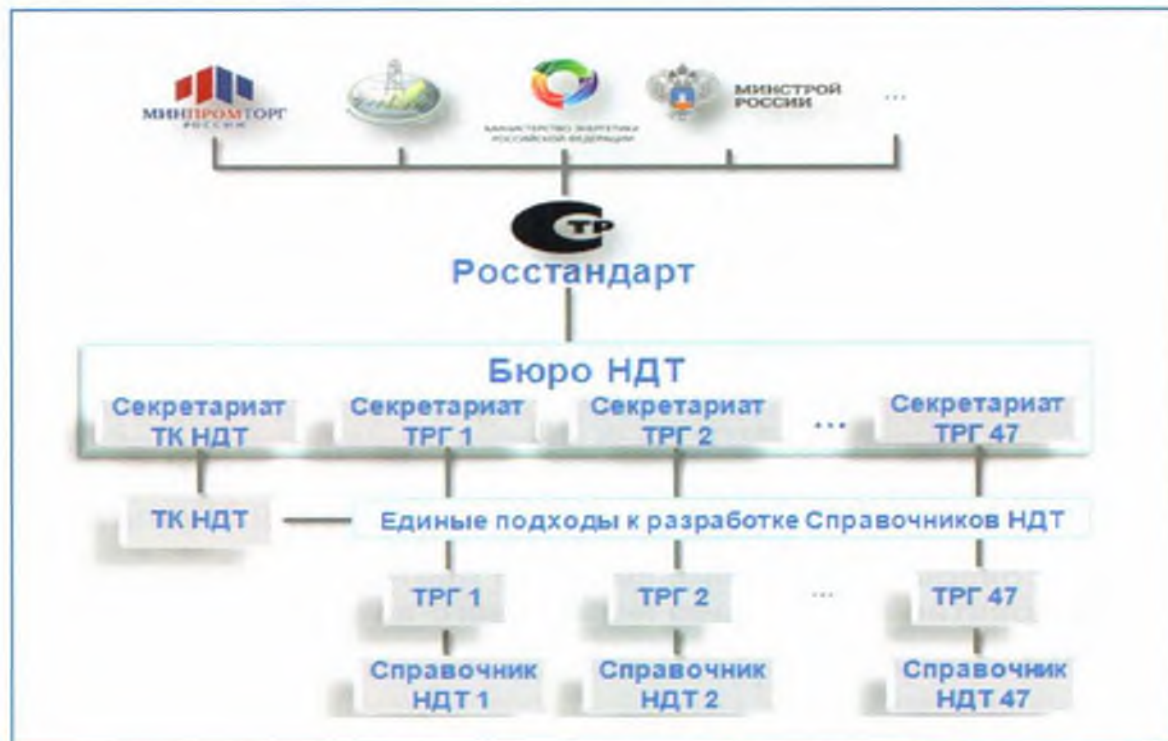 МИНПРОМТОРГ
РОССИИ
МИНИСТЕРСТВО ЭНЕРГЕТИКИ
РОССИЙСКОЙ ФЕДЕРАЦИИ
МИНСТРОЙ
РОССИИ
...
СТР
Росстандарт
Бюро НДТ
Секретариат
ТК НДТ
Секретариат
ТРГ 1
Секретариат
ТРГ 2
...
Секретариат
ТРГ 47
ТК НДТ
Единые подходы к разработке Справочников НДТ
ТРГ 1
ТРГ 2
...
ТРГ 47
Справочник
НДТ 1
Справочник
НДТ 2
Справочник
НДТ 47